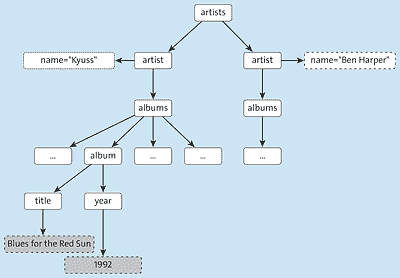 artists
name="Kyuss"
artist
artist
name="Ben Harper"
albums
albums
...
album
...
...
...
title
year
Blues for the Red Sun
1992